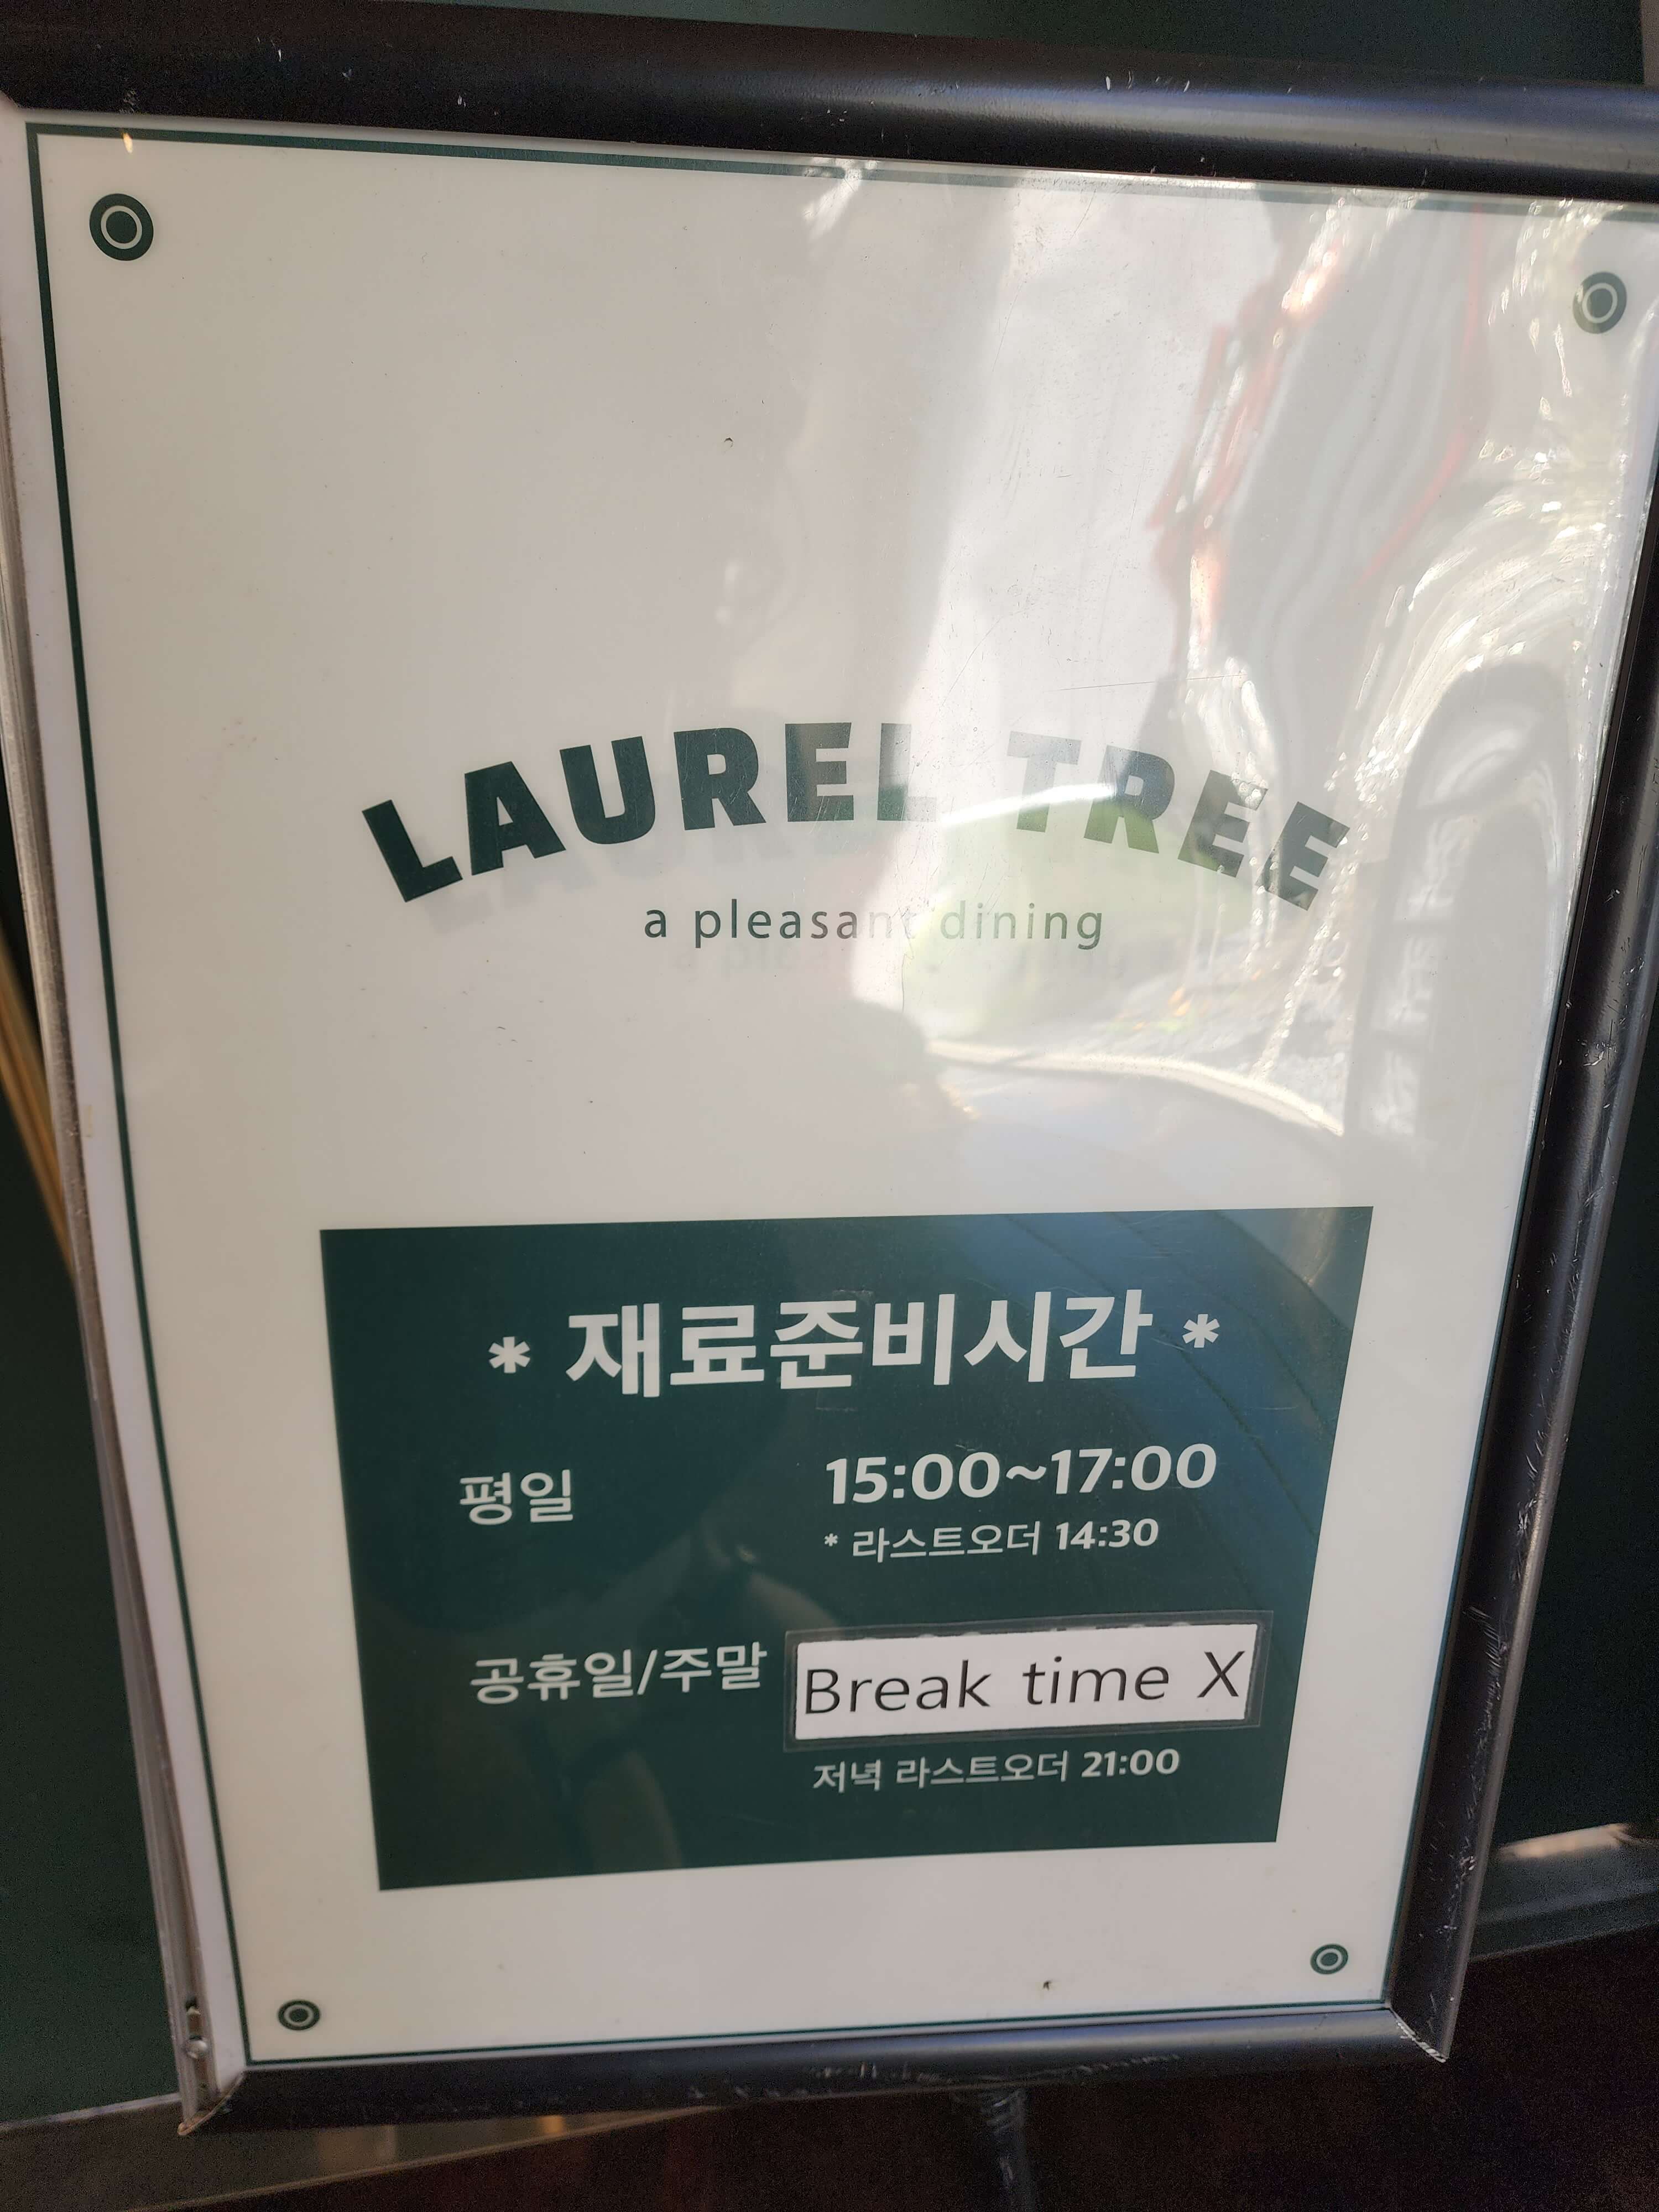 LAUREL TREE
a pleasant dining
* 재료준비시간 *
평일 15:00~17:00
* 라스트오더 14:30
공휴일/주말 Break time X
저녁 라스트오더 21:00